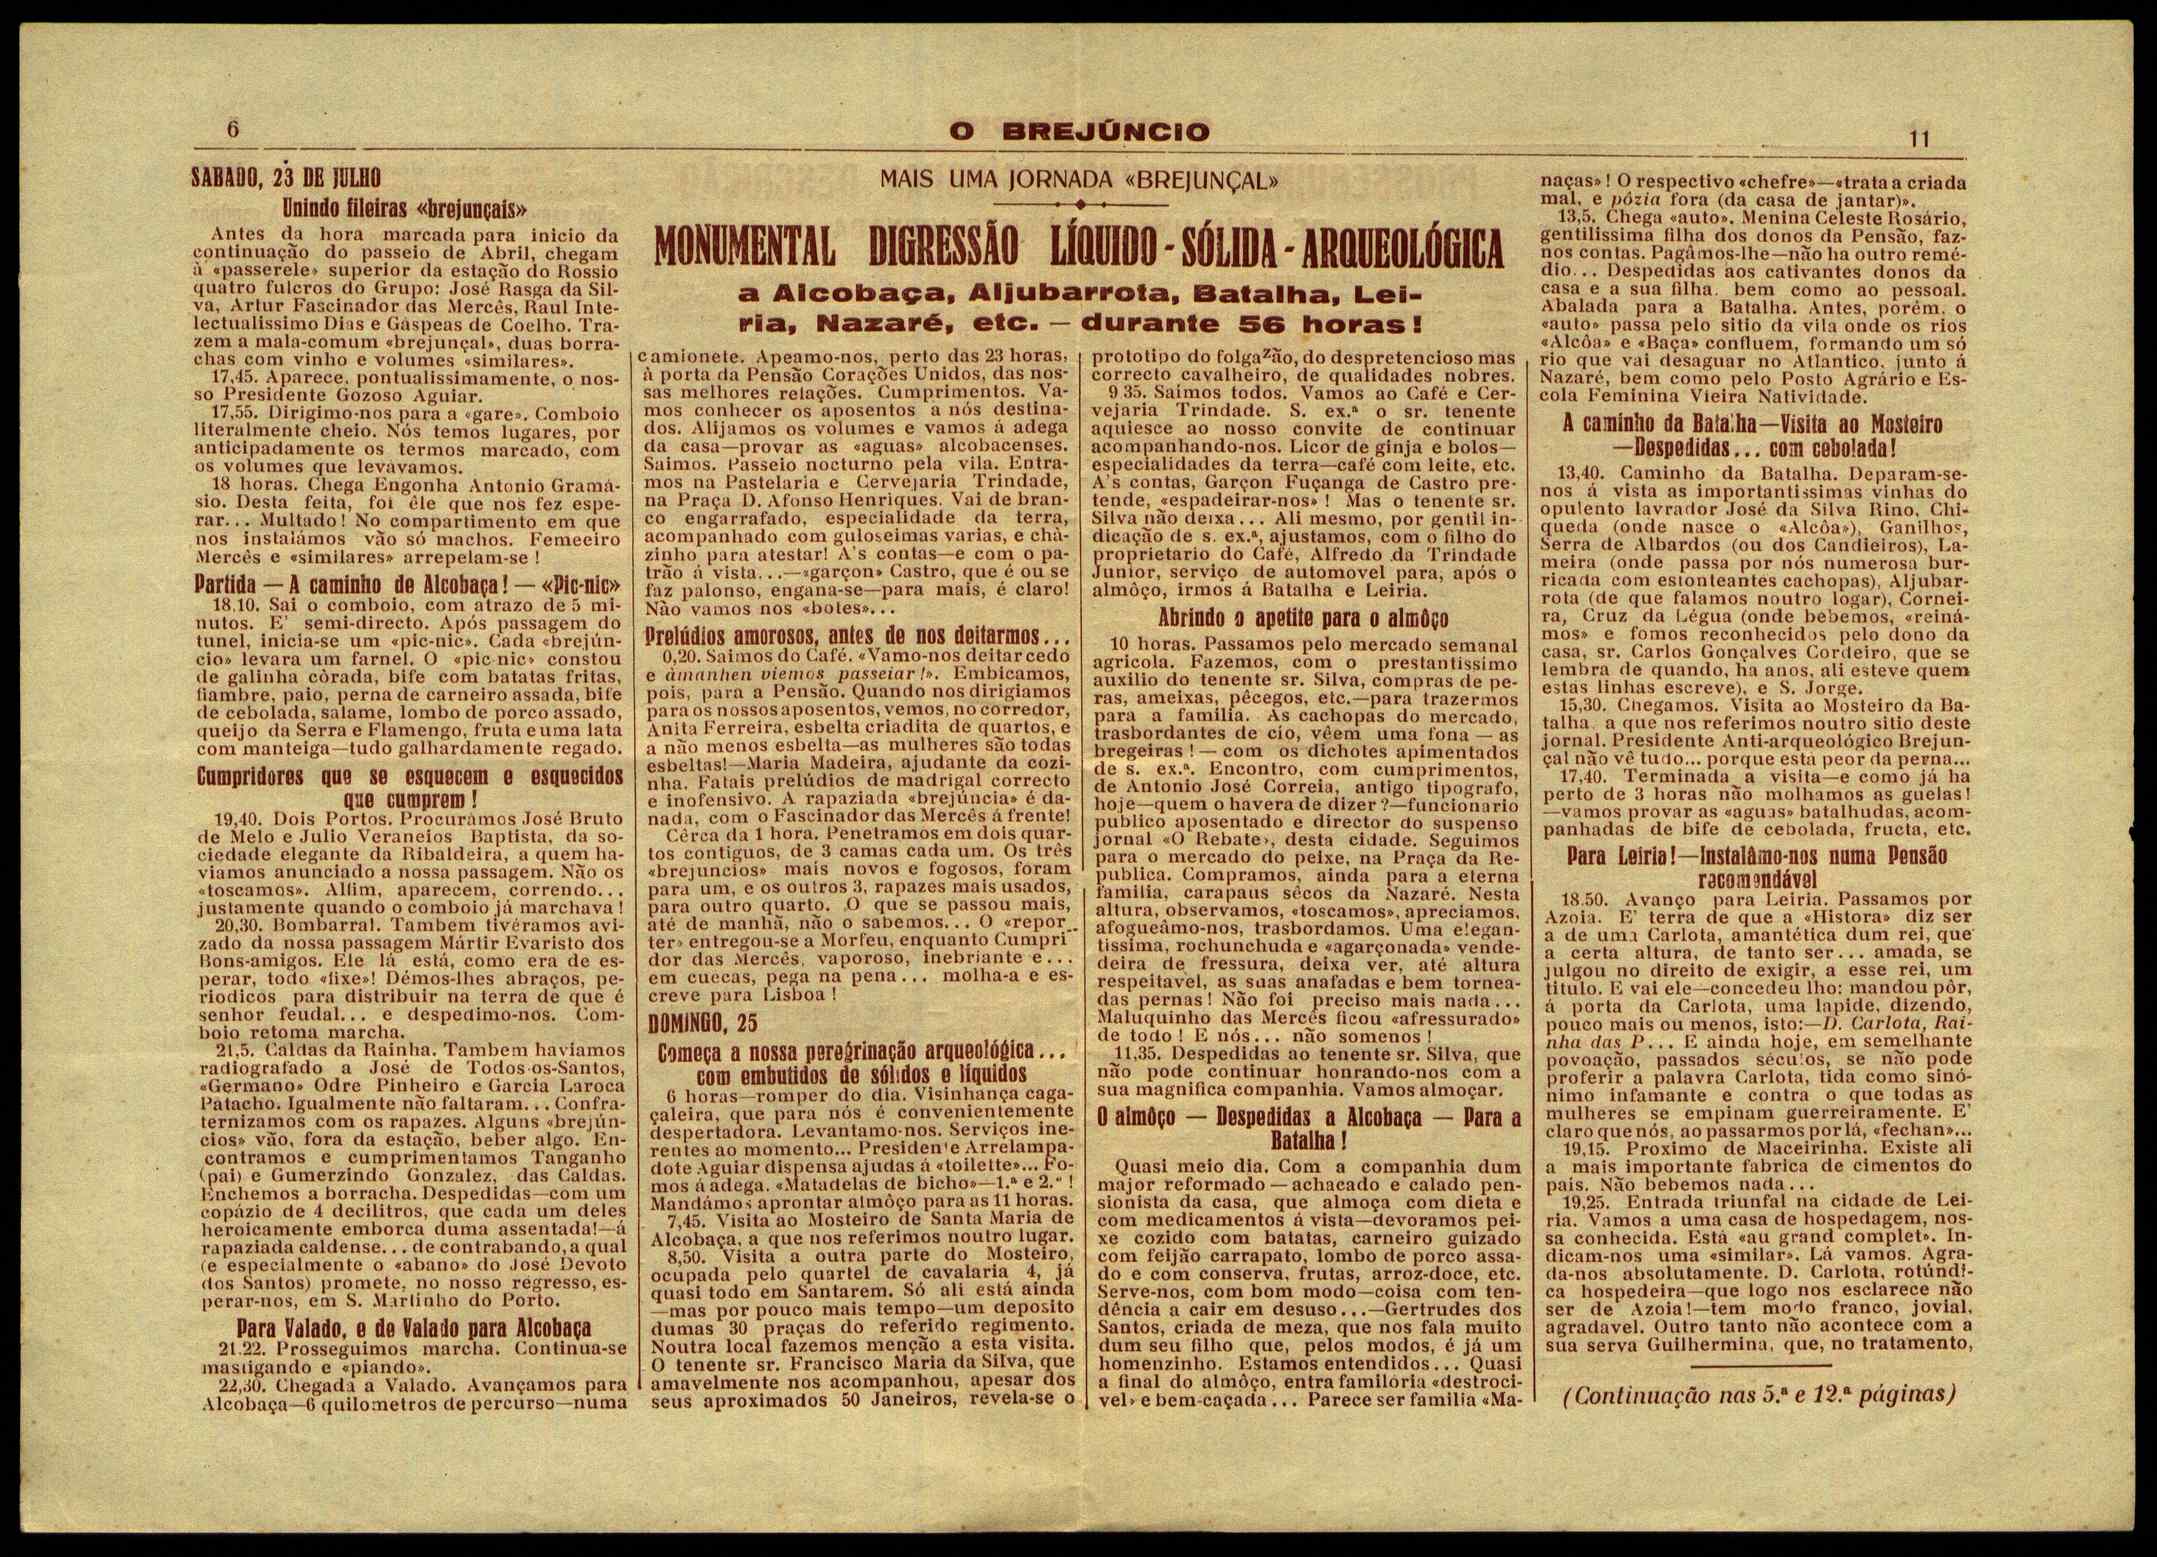 6
O BREJÚNCIO
11
SABADO, 23 DE JULHO
Unindo fileiras «brejunçais»
Antes da hora marcada para inicio da
continuação do passeio de Abril, chegam
à «passerele» superior da estação do Rossio
quatro fulcros do Grupo: José Rasga da Sil-
va, Artur Fascinador das Mercês, Raul Inte-
lectualissimo Dias e Gáspeas de Coelho. Tra-
zem a mala-comum «brejunçal», duas borra-
chas com vinho e volumes «similares».
17,45. Aparece, pontualissimamente, o nos-
so Presidente Gozoso Aguiar.
17,55. Dirigimo-nos para a «gare». Comboio
literalmente cheio. Nós temos lugares, por
anticipadamente os termos marcado, com
os volumes que levávamos.
18 horas. Chega Engonha Antonio Gramá-
sio. Desta feita, foi êle que nos fez espe-
rar... Multado! No compartimento em que
nos instalámos vão só machos. Femeeiro
Mercês e «similares» arrepelam-se!
Partida — A caminho de Alcobaça! — «Pic-nic»
18,10. Sai o comboio, com atrazo de 5 mi-
nutos. E' semi-directo. Após passagem do
tunel, inicia-se um «pic-nic». Cada «brejún-
cio» levara um farnel. O «pic-nic» constou
de galinha côrada, bife com batatas fritas,
fiambre, paio, perna de carneiro assada, bife
de cebolada, salame, lombo de porco assado,
queijo da Serra e Flamengo, fruta e uma lata
com manteiga—tudo galhardamente regado.
Cumpridores que se esquecem e esquecidos
que cumprem!
19,40. Dois Portos. Procurámos José Bruto
de Melo e Julio Veraneios Baptista, da so-
ciedade elegante da Ribaldeira, a quem ha-
viamos anunciado a nossa passagem. Não os
«toscamos». Alfim, aparecem, correndo...
justamente quando o comboio já marchava!
20,30. Bombarral. Tambem tivéramos avi-
zado da nossa passagem Mártir Evaristo dos
Bons-amigos. Ele lá está, como era de es-
perar, todo «fixe»! Démos-lhes abraços, pe-
riodicos para distribuir na terra de que é
senhor feudal... e despedimo-nos. Com-
boio retoma marcha.
21,5. Caldas da Rainha. Tambem haviamos
radiografado a José de Todos-os-Santos,
«Germano» Odre Pinheiro e Garcia Laroca
Patacho. Igualmente não faltaram... Confra-
ternizamos com os rapazes. Alguns «brejún-
cios» vão, fora da estação, beber algo. En-
contramos e cumprimentamos Tanganho
(pai) e Gumerzindo Gonzalez, das Caldas.
Enchemos a borracha. Despedidas—com um
copázio de 4 decilitros, que cada um deles
heroicamente emborca duma assentada!—á
rapaziada caldense... de contrabando, a qual
(e especialmente o «abano» do José Devoto
dos Santos) promete, no nosso regresso, es-
perar-nos, em S. Martinho do Porto.
Para Valado, e de Valado para Alcobaça
21,22. Prosseguimos marcha. Continua-se
mastigando e «piando».
22,30. Chegada a Valado. Avançamos para
Alcobaça—6 quilometros de percurso—numa
MAIS UMA JORNADA «BREJUNÇAL»
MONUMENTAL DIGRESSÃO LÍQUIDO-SÓLIDA-ARQUEOLÓGICA
a Alcobaça, Aljubarrota, Batalha, Lei-
ria, Nazaré, etc. — durante 56 horas!
camionete. Apeamo-nos, perto das 23 horas,
à porta da Pensão Corações Unidos, das nos-
sas melhores relações. Cumprimentos. Va-
mos conhecer os aposentos a nós destina-
dos. Alijamos os volumes e vamos á adega
da casa—provar as «aguas» alcobacenses.
Saimos. Passeio nocturno pela vila. Entra-
mos na Pastelaria e Cervejaria Trindade,
na Praça D. Afonso Henriques. Vai de bran-
co engarrafado, especialidade da terra,
acompanhado com guloseimas varias, e chá-
zinho para atestar! A's contas—e com o pa-
trão á vista...—«garçon» Castro, que é ou se
faz palonso, engana-se—para mais, é claro!
Não vamos nos «botes»...
Prelúdios amorosos, antes de nos deitarmos...
0,20. Saimos do Café. «Vamo-nos deitar cedo
e àmanhen viemos passeiar!». Embicamos,
pois, para a Pensão. Quando nos dirigiamos
para os nossos aposentos, vemos, no corredor,
Anita Ferreira, esbelta criadita de quartos, e
a não menos esbelta—as mulheres são todas
esbeltas!—Maria Madeira, ajudante da cozi-
nha. Fatais prelúdios de madrigal correcto
e inofensivo. A rapaziada «brejúncia» é da-
nada, com o Fascinador das Mercês á frente!
Cêrca da 1 hora. Penetramos em dois quar-
tos contiguos, de 3 camas cada um. Os três
«brejuncios» mais novos e fogosos, foram
para um, e os outros 3, rapazes mais usados,
para outro quarto. O que se passou mais,
até de manhã, não o sabemos... O «repor-
ter» entregou-se a Morfeu, enquanto Cumpri
dor das Mercês, vaporoso, inebriante e...
em cuecas, pega na pena... molha-a e es-
creve para Lisboa!
DOMINGO, 25
Começa a nossa peregrinação arqueológica...
com embutidos de sólidos e líquidos
6 horas—romper do dia. Visinhança caga-
çaleira, que para nós é convenientemente
despertadora. Levantamo-nos. Serviços ine-
rentes ao momento... Presidente Arrelampa-
dote Aguiar dispensa ajudas á «toilette»... Fo-
mos á adega. «Matadelas de bicho»—1.ª e 2.ª!
Mandámos aprontar almôço para as 11 horas.
7,45. Visita ao Mosteiro de Santa Maria de
Alcobaça, a que nos referimos noutro lugar.
8,50. Visita a outra parte do Mosteiro,
ocupada pelo quartel de cavalaria 4, já
quasi todo em Santarem. Só ali está ainda
—mas por pouco mais tempo—um deposito
dumas 30 praças do referido regimento.
Noutra local fazemos menção a esta visita.
O tenente sr. Francisco Maria da Silva, que
amavelmente nos acompanhou, apesar dos
seus aproximados 50 Janeiros, revela-se o
prototipo do folgazão, do despretencioso mas
correcto cavalheiro, de qualidades nobres.
9 35. Saimos todos. Vamos ao Café e Cer-
vejaria Trindade. S. ex.ª o sr. tenente
aquiesce ao nosso convite de continuar
acompanhando-nos. Licor de ginja e bolos—
especialidades da terra—café com leite, etc.
A's contas, Garçon Fuçanga de Castro pre-
tende, «espadeirar-nos»! Mas o tenente sr.
Silva não deixa... Ali mesmo, por gentil in-
dicação de s. ex.ª, ajustamos, com o filho do
proprietario do Café, Alfredo da Trindade
Junior, serviço de automovel para, após o
almôço, irmos á Batalha e Leiria.
Abrindo o apetite para o almôço
10 horas. Passamos pelo mercado semanal
agricola. Fazemos, com o prestantissimo
auxilio do tenente sr. Silva, compras de pe-
ras, ameixas, pêcegos, etc.—para trazermos
para a familia. As cachopas do mercado,
trasbordantes de cio, vêem uma fona—as
bregeiras!—com os dichotes apimentados
de s. ex.ª. Encontro, com cumprimentos,
de Antonio José Correia, antigo tipografo,
hoje—quem o havera de dizer?—funcionario
publico aposentado e director do suspenso
jornal «O Rebate», desta cidade. Seguimos
para o mercado do peixe, na Praça da Re-
publica. Compramos, ainda para a eterna
familia, carapaus sêcos da Nazaré. Nesta
altura, observamos, «toscamos», apreciamos,
afogueâmo-nos, trasbordamos. Uma elegan-
tissima, rochunchuda e «agarçonada» vende-
deira de fressura, deixa ver, até altura
respeitavel, as suas anafadas e bem tornea-
das pernas! Não foi preciso mais nada...
Maluquinho das Mercês ficou «afressurado»
de todo! E nós... não somenos!
11,35. Despedidas ao tenente sr. Silva, que
não pode continuar honrando-nos com a
sua magnifica companhia. Vamos almoçar.
O almôço — Despedidas a Alcobaça — Para a
Batalha!
Quasi meio dia. Com a companhia dum
major reformado—achacado e calado pen-
sionista da casa, que almoça com dieta e
com medicamentos á vista—devoramos pei-
xe cozido com batatas, carneiro guizado
com feijão carrapato, lombo de porco assa-
do e com conserva, frutas, arroz-doce, etc.
Serve-nos, com bom modo—coisa com ten-
dência a cair em desuso...—Gertrudes dos
Santos, criada de meza, que nos fala muito
dum seu filho que, pelos modos, é já um
homenzinho. Estamos entendidos... Quasi
a final do almôço, entra familoria «destroci-
vel» e bem-caçada... Parece ser familia «Ma-
naças»! O respectivo «chefre»—«trata a criada
mal, e pôzia fora (da casa de jantar)».
13,5. Chega «auto». Menina Celeste Rosário,
gentilissima filha dos donos da Pensão, faz-
nos contas. Pagâmos-lhe—não ha outro remé-
dio... Despedidas aos cativantes donos da
casa e a sua filha, bem como ao pessoal.
Abalada para a Batalha. Antes, porém, o
«auto» passa pelo sitio da vila onde os rios
«Alcôa» e «Baça» confluem, formando um só
rio que vai desaguar no Atlantico, junto á
Nazaré, bem como pelo Posto Agrário e Es-
cola Feminina Vieira Natividade.
A caminho da Batalha—Visita ao Mosteiro
—Despedidas... com cebolada!
13,40. Caminho da Batalha. Deparam-se-
nos á vista as importantissimas vinhas do
opulento lavrador José da Silva Rino, Chi-
queda (onde nasce o «Alcôa»), Ganilhos,
Serra de Albardos (ou dos Candieiros), La-
meira (onde passa por nós numerosa bur-
ricada com estonteantes cachopas), Aljubar-
rota (de que falamos noutro logar), Cornei-
ra, Cruz da Légua (onde bebemos, «reiná-
mos» e fomos reconhecidos pelo dono da
casa, sr. Carlos Gonçalves Cordeiro, que se
lembra de quando, ha anos, ali esteve quem
estas linhas escreve), e S. Jorge.
15,30. Chegamos. Visita ao Mosteiro da Ba-
talha, a que nos referimos noutro sitio deste
jornal. Presidente Anti-arqueológico Brejun-
çal não vê tudo... porque está peor da perna...
17,40. Terminada a visita—e como já ha
perto de 3 horas não molhamos as guelas!
—vamos provar as «aguas» batalhudas, acom-
panhadas de bife de cebolada, fructa, etc.
Para Leiria!—Instalâmo-nos numa Pensão
recomendável
18.50. Avanço para Leiria. Passamos por
Azoia. E' terra de que a «Histora» diz ser
a de uma Carlota, amantética dum rei, que
a certa altura, de tanto ser... amada, se
julgou no direito de exigir, a esse rei, um
titulo. E vai ele—concedeu lho: mandou pôr,
á porta da Carlota, uma lapide, dizendo,
pouco mais ou menos, isto:—D. Carlota, Rai-
nha das P... E ainda hoje, em semelhante
povoação, passados séculos, se não pode
proferir a palavra Carlota, tida como sinó-
nimo infamante e contra o que todas as
mulheres se empinam guerreiramente. E'
claro que nós, ao passarmos por lá, «fechan»...
19,15. Proximo de Maceirinha. Existe ali
a mais importante fabrica de cimentos do
país. Não bebemos nada...
19,25. Entrada triunfal na cidade de Lei-
ria. Vamos a uma casa de hospedagem, nos-
sa conhecida. Está «au grand complet». In-
dicam-nos uma «similar». Lá vamos. Agra-
da-nos absolutamente. D. Carlota, rotúndi-
ca hospedeira—que logo nos esclarece não
ser de Azoia!—tem modo franco, jovial,
agradavel. Outro tanto não acontece com a
sua serva Guilhermina, que, no tratamento,
(Continuação nas 5.ª e 12.ª páginas)